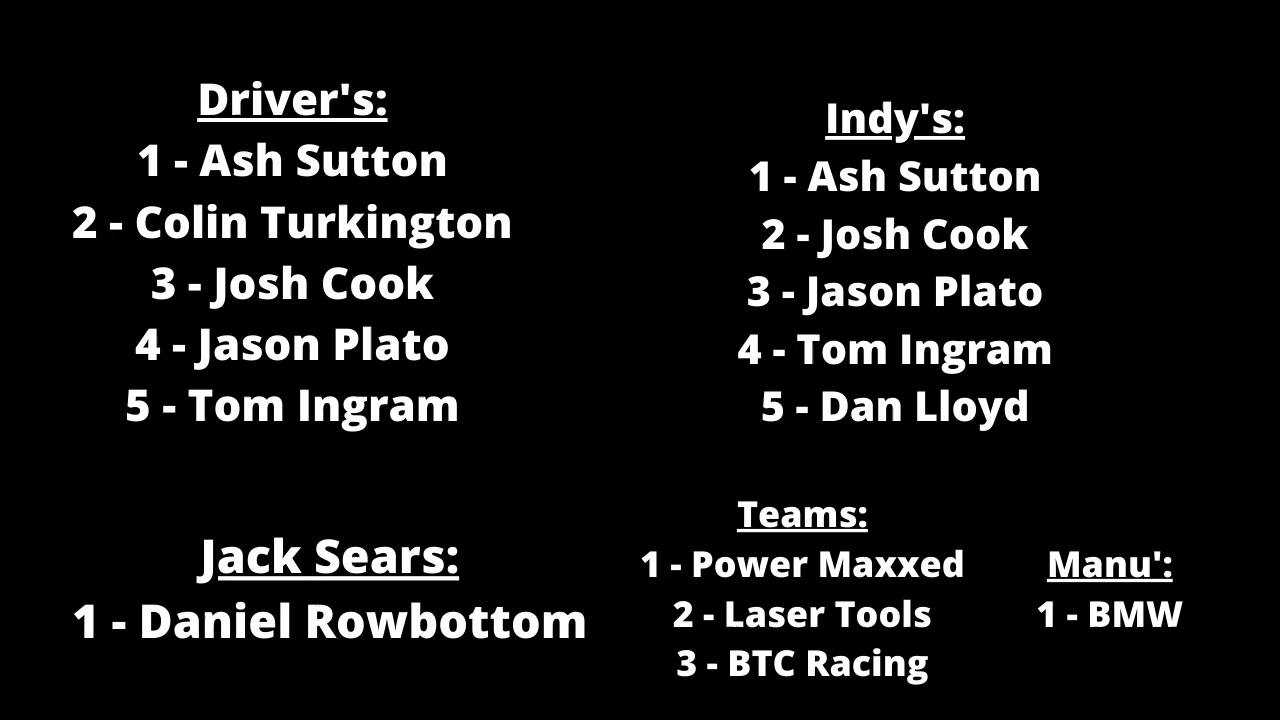 Driver's:
1 - Ash Sutton
2 - Colin Turkington
3 - Josh Cook
4 - Jason Plato
5 - Tom Ingram
Indy's:
1 - Ash Sutton
2 - Josh Cook
3 - Jason Plato
4 - Tom Ingram
5 - Dan Lloyd
Jack Sears:
1 - Daniel Rowbottom
Teams:
1 - Power Maxxed
2 - Laser Tools
3 - BTC Racing
Manu':
1 - BMW